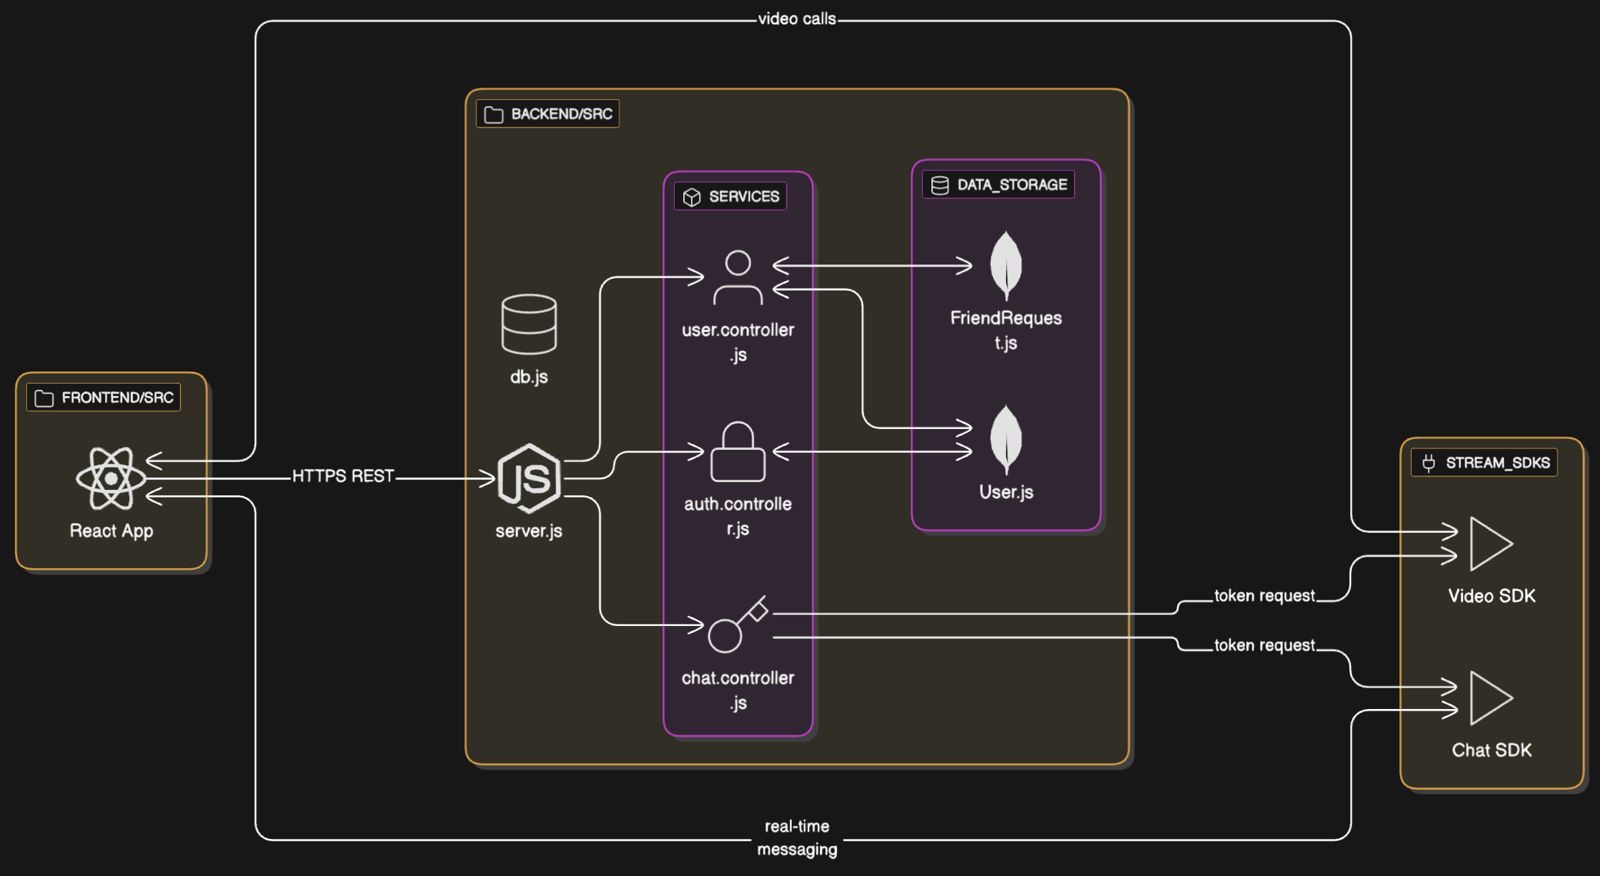 video calls
BACKEND/SRC
SERVICES
DATA_STORAGE
user.controller
.js
FriendReques
t.js
db.js
FRONTEND/SRC
React App
HTTPS REST
JS
server.js
auth.controlle
r.js
User.js
STREAM_SDKS
Video SDK
token request
token request
chat.controller
.js
Chat SDK
real-time
messaging